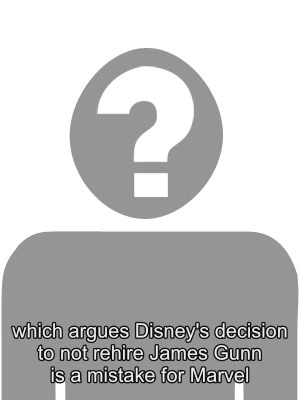 ?
which argues Disney's decision
to not rehire James Gunn
is a mistake for Marvel